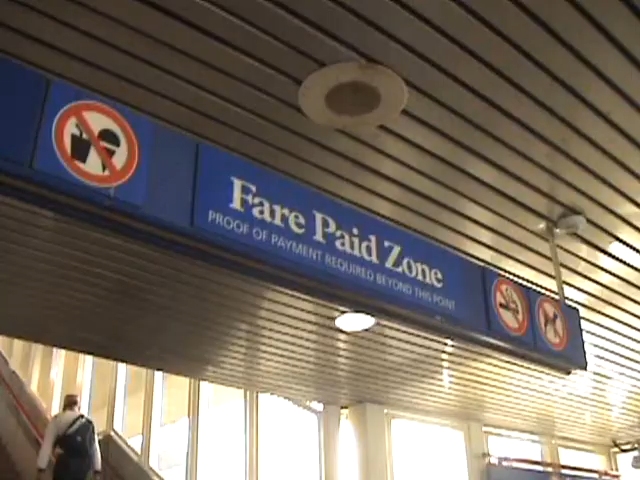 Fare Paid Zone
PROOF OF PAYMENT REQUIRED BEYOND THIS POINT